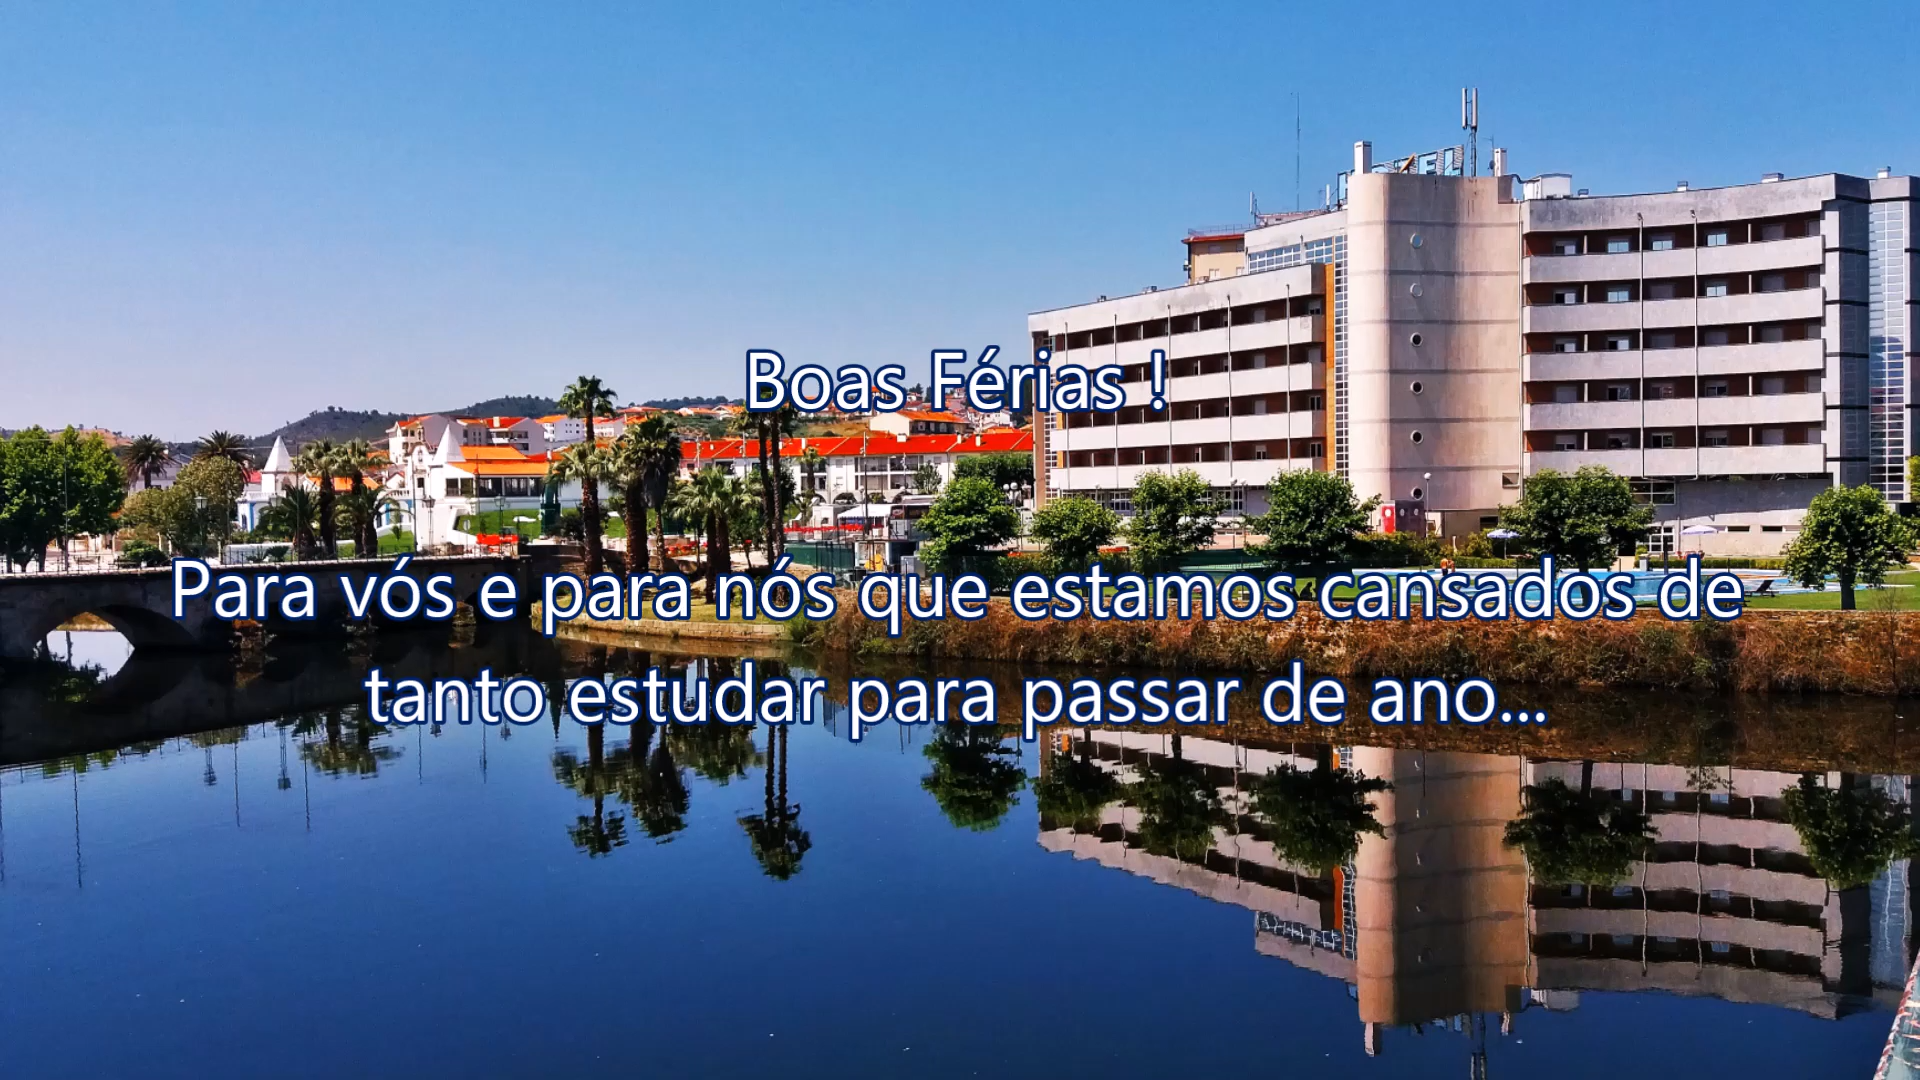 Boas Férias !
Para vós e para nós que estamos cansados de
tanto estudar para passar de ano...